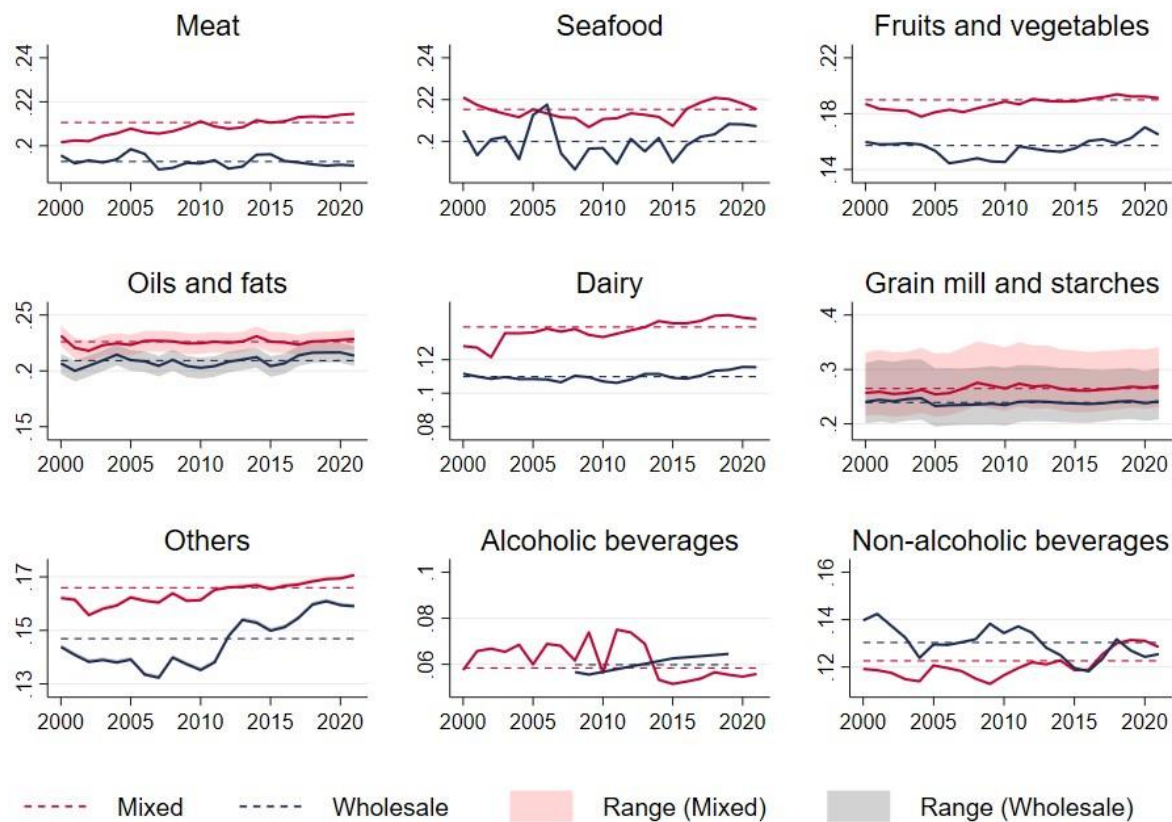 Meat
.24
.22
.2
2000 2005 2010 2015 2020
Seafood
.24
.22
.2
2000 2005 2010 2015 2020
Fruits and vegetables
.22
.18
.14
2000 2005 2010 2015 2020
Oils and fats
.25
.2
.15
2000 2005 2010 2015 2020
Dairy
.12
.1
.08
2000 2005 2010 2015 2020
Grain mill and starches
.4
.3
.2
2000 2005 2010 2015 2020
Others
.17
.15
.13
2000 2005 2010 2015 2020
Alcoholic beverages
.1
.08
.06
2000 2005 2010 2015 2020
Non-alcoholic beverages
.16
.14
.12
2000 2005 2010 2015 2020
Mixed Wholesale Range (Mixed) Range (Wholesale)